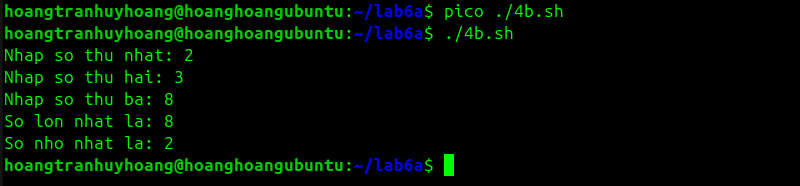 hoangtranhuyhoang@hoanghoangubuntu:~/lab6a$ pico ./4b.sh
hoangtranhuyhoang@hoanghoangubuntu:~/lab6a$ ./4b.sh
Nhap so thu nhat: 2
Nhap so thu hai: 3
Nhap so thu ba: 8
So lon nhat la: 8
So nho nhat la: 2
hoangtranhuyhoang@hoanghoangubuntu:~/lab6a$